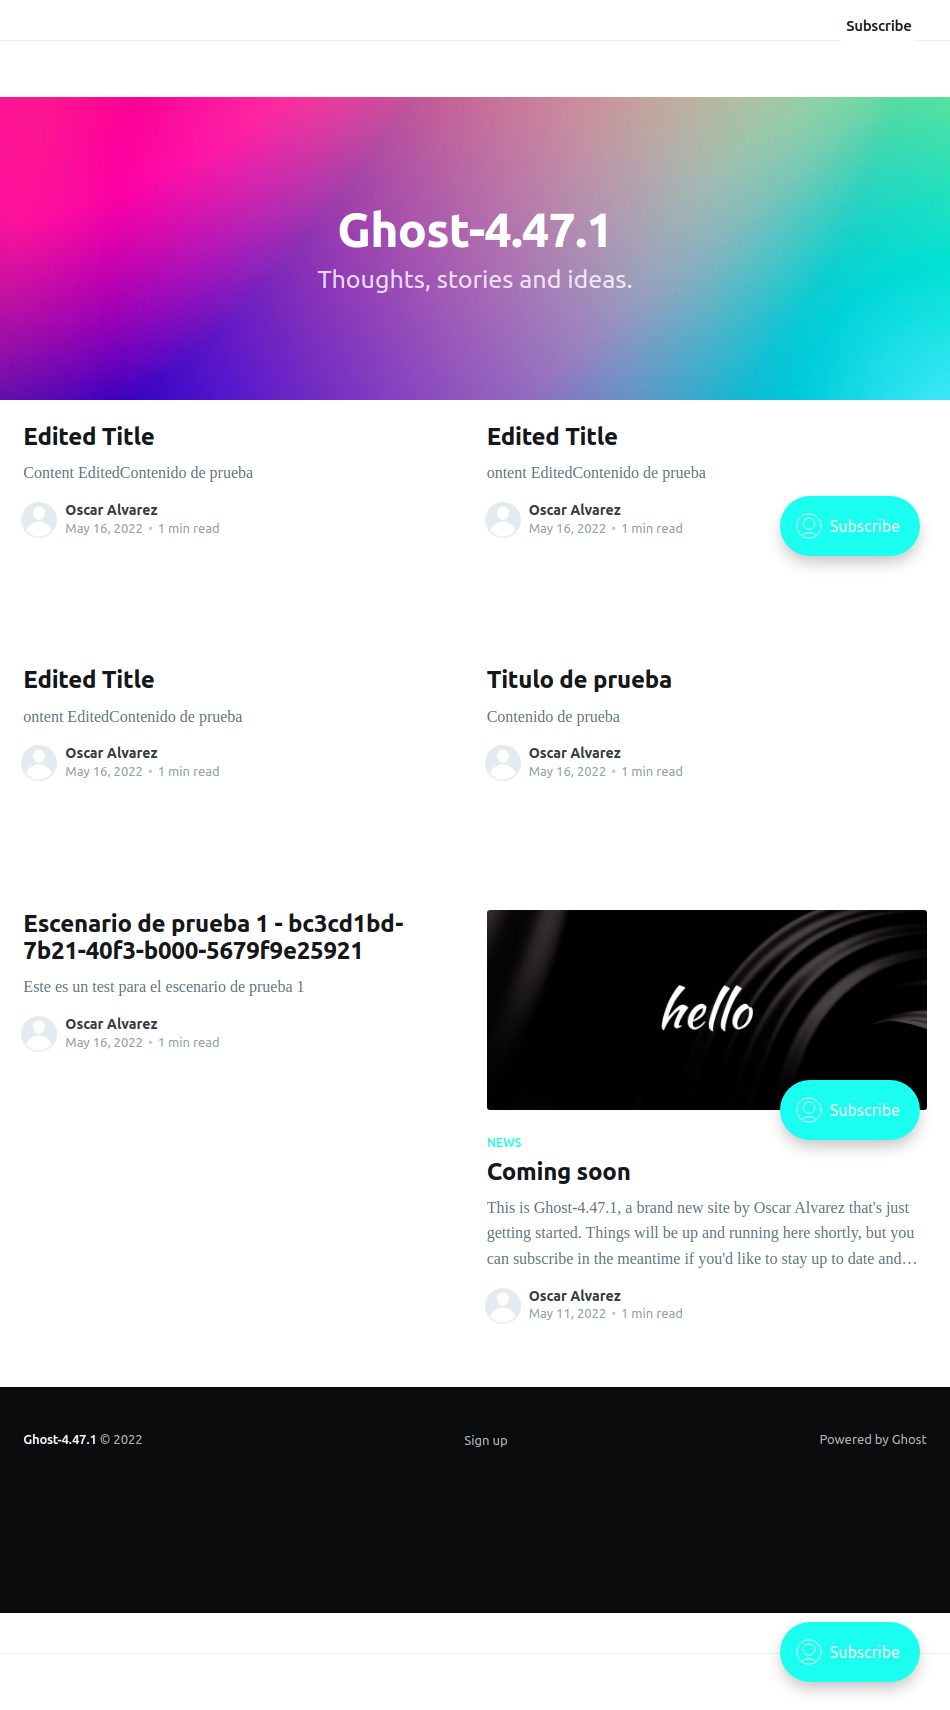 Subscribe
Ghost-4.47.1
Thoughts, stories and ideas.
Edited Title
Content EditedContenido de prueba
Oscar Alvarez
May 16, 2022 • 1 min read
Edited Title
ontent EditedContenido de prueba
Oscar Alvarez
May 16, 2022 • 1 min read
Subscribe
Edited Title
ontent EditedContenido de prueba
Oscar Alvarez
May 16, 2022 • 1 min read
Titulo de prueba
Contenido de prueba
Oscar Alvarez
May 16, 2022 • 1 min read
Escenario de prueba 1 - bc3cd1bd-
7b21-40f3-b000-5679f9e25921
Este es un test para el escenario de prueba 1
Oscar Alvarez
May 16, 2022 • 1 min read
hello
Subscribe
NEWS
Coming soon
This is Ghost-4.47.1, a brand new site by Oscar Alvarez that's just
getting started. Things will be up and running here shortly, but you
can subscribe in the meantime if you'd like to stay up to date and…
Oscar Alvarez
May 11, 2022 • 1 min read
Ghost-4.47.1 © 2022
Sign up
Powered by Ghost
Subscribe